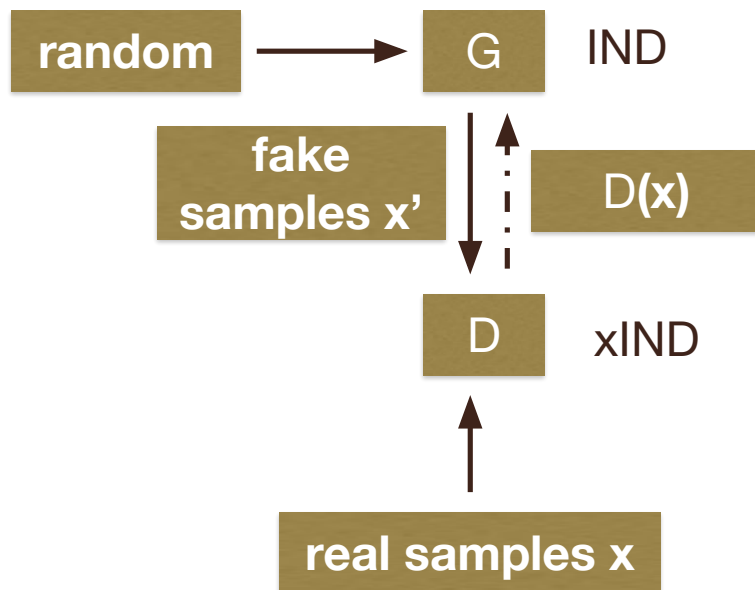 random
G
IND
fake
samples x’
D(x)
D
xIND
real samples x